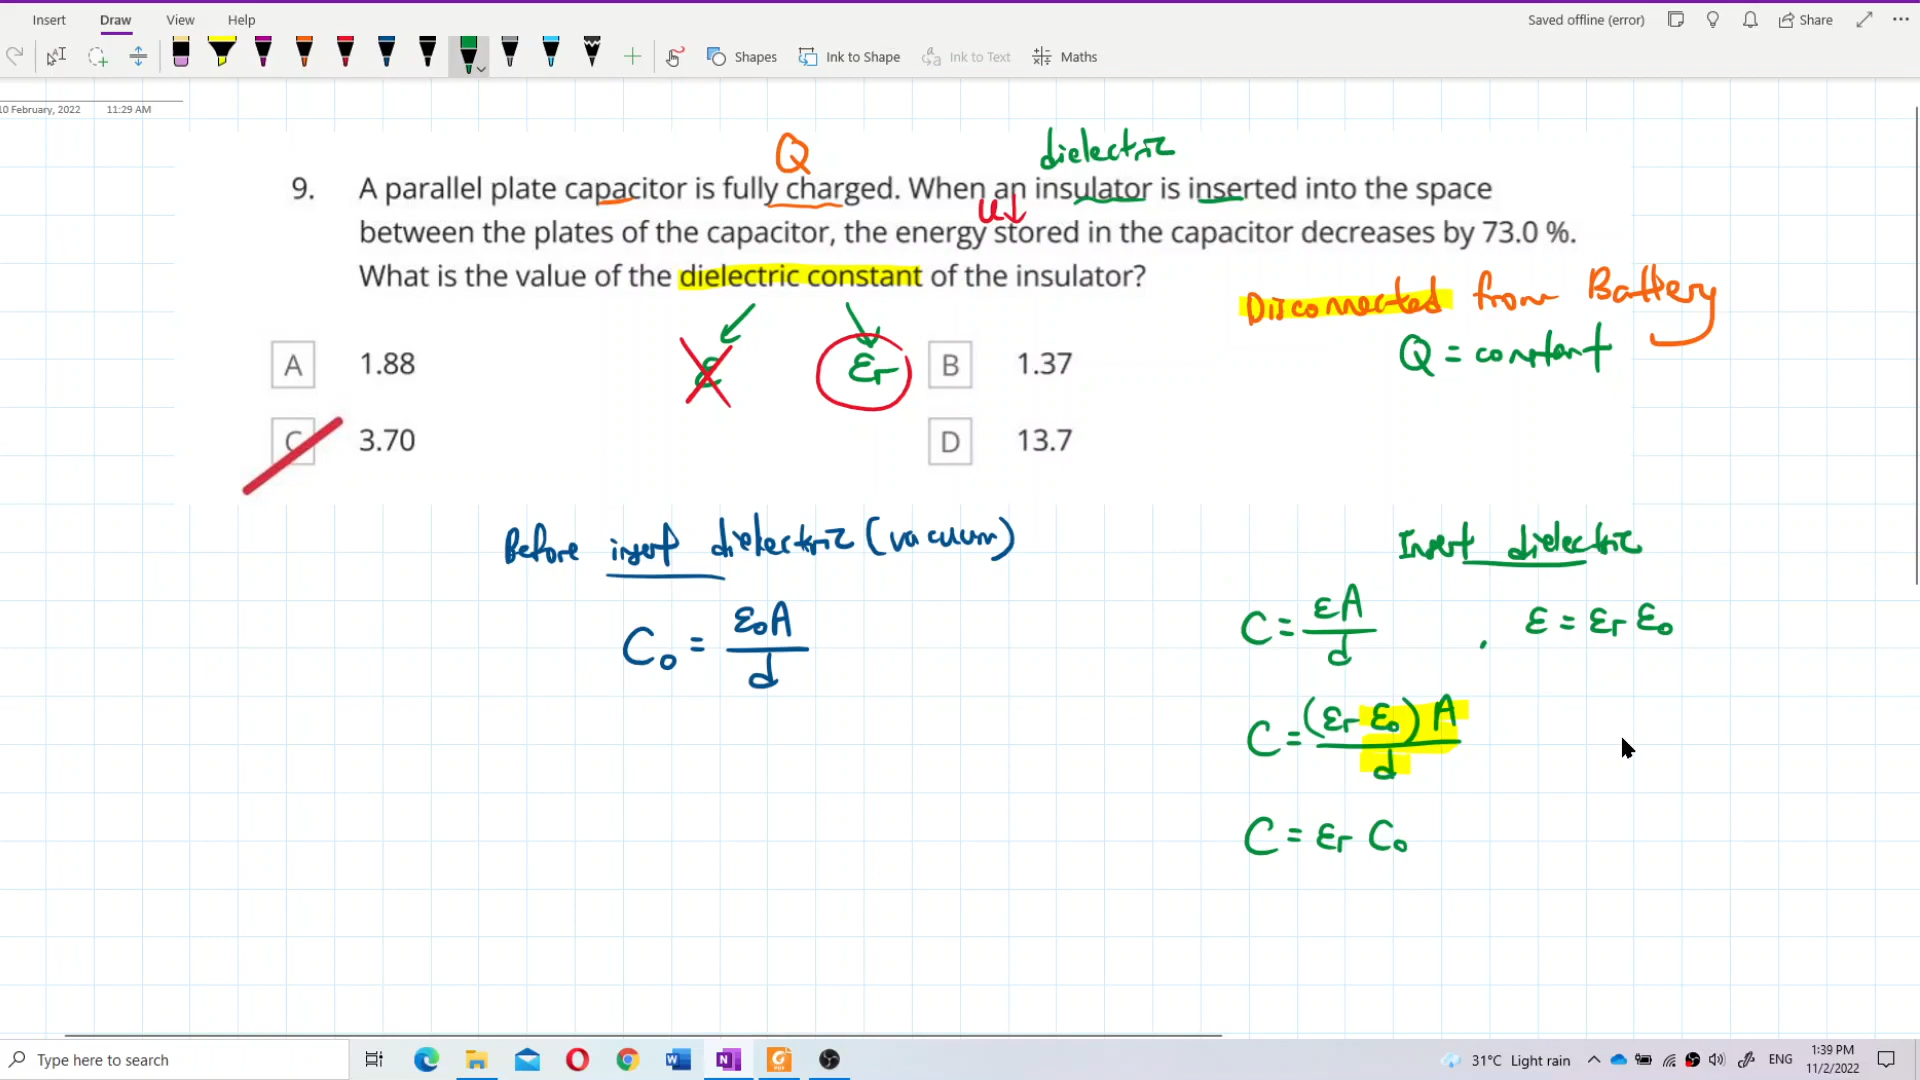 Insert Draw View Help Saved offline (error) Share
Shapes Ink to Shape Ink to Text Maths
10 February, 2022 11:29 AM
Q dielectric
9. A parallel plate capacitor is fully charged. When an insulator is inserted into the space
U↓
between the plates of the capacitor, the energy stored in the capacitor decreases by 73.0 %.
What is the value of the dielectric constant of the insulator?
Disconnected from Battery
Q = constant
A 1.88
ε εr
B 1.37
C 3.70
D 13.7
Before insert dielectric (vacuum)
C₀ = ε₀A / d
Insert dielectric
C = εA / d , ε = εr ε₀
C = (εr ε₀) A / d
C = εr C₀
Type here to search
31°C Light rain ENG 1:39 PM
11/2/2022